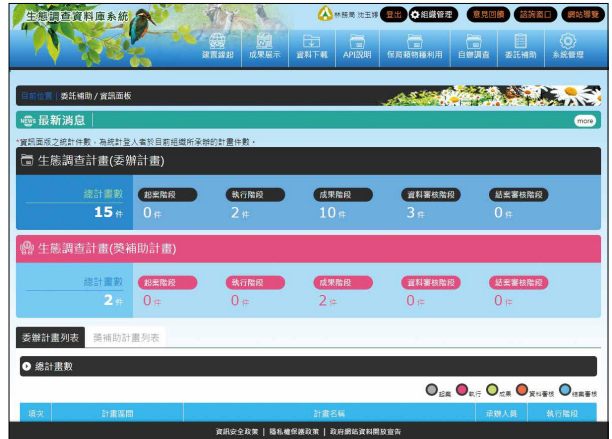 生態調查資料庫系統
林務局 沈玉婷 登出 組織管理 意見回饋 諮詢窗口 網站導覽
建置緣起 成果展示 資料下載 API說明 保育類物種利用 自辦調查 委託補助 系統管理
目前位置 | 委託補助 / 資訊面板
NEWS 最新消息 more
*資訊面版之統計件數，為統計登入者於目前組織所承辦的計畫件數。
生態調查計畫(委辦計畫)
總計畫數 起案階段 執行階段 成果階段 資料審核階段 結案審核階段
15 件 0 件 2 件 10 件 3 件 0 件
生態調查計畫(獎補助計畫)
總計畫數 起案階段 執行階段 成果階段 資料審核階段 結案審核階段
2 件 0 件 0 件 2 件 0 件 0 件
委辦計畫列表 獎補助計畫列表
總計畫數
起案 執行 成果 資料審核 結案審核
項次 計畫區間 計畫名稱 承辦人員 執行階段
資訊安全政策 | 隱私權保護政策 | 政府網站資料開放宣告